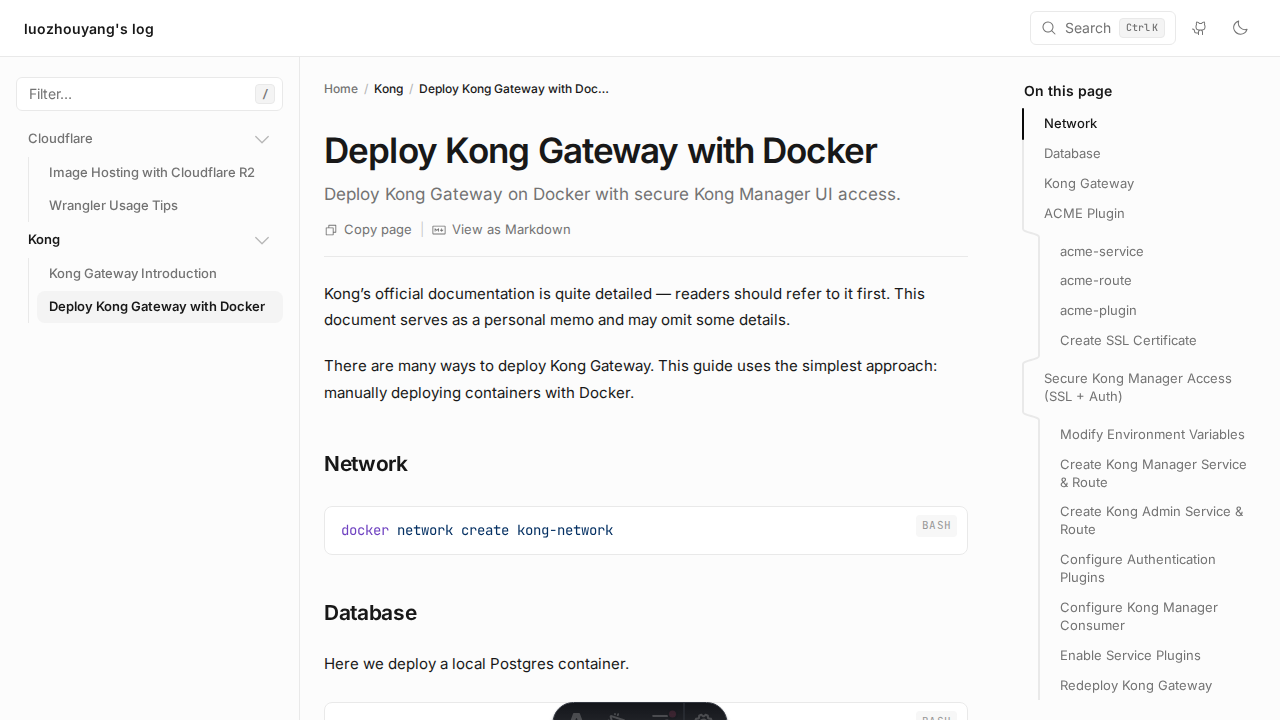 luozhouyang's log
Search Ctrl K
Filter... /
Cloudflare
Image Hosting with Cloudflare R2
Wrangler Usage Tips
Kong
Kong Gateway Introduction
Deploy Kong Gateway with Docker
Home / Kong / Deploy Kong Gateway with Doc...
Deploy Kong Gateway with Docker
Deploy Kong Gateway on Docker with secure Kong Manager UI access.
Copy page | View as Markdown
Kong’s official documentation is quite detailed — readers should refer to it first. This
document serves as a personal memo and may omit some details.
There are many ways to deploy Kong Gateway. This guide uses the simplest approach:
manually deploying containers with Docker.
Network
docker network create kong-network
BASH
Database
Here we deploy a local Postgres container.
BASH
On this page
Network
Database
Kong Gateway
ACME Plugin
acme-service
acme-route
acme-plugin
Create SSL Certificate
Secure Kong Manager Access
(SSL + Auth)
Modify Environment Variables
Create Kong Manager Service
& Route
Create Kong Admin Service &
Route
Configure Authentication
Plugins
Configure Kong Manager
Consumer
Enable Service Plugins
Redeploy Kong Gateway